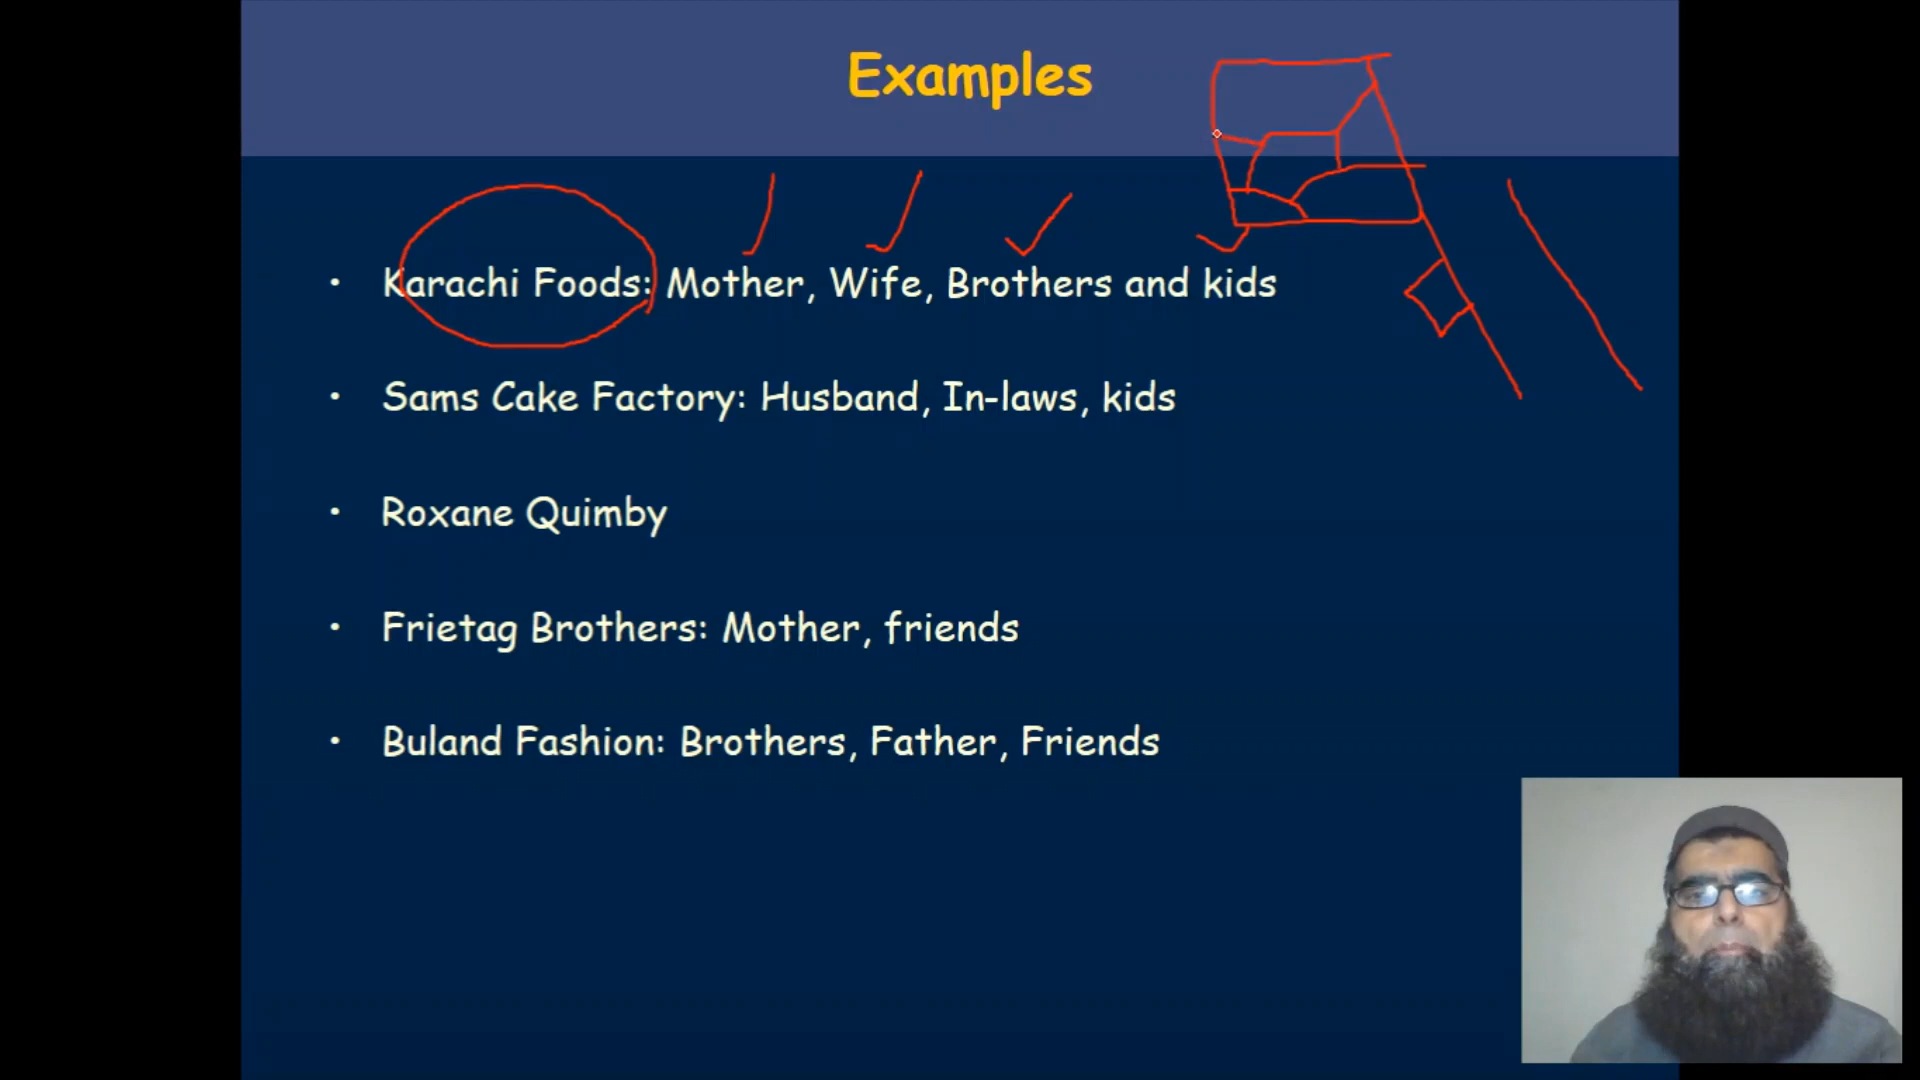 Examples
• Karachi Foods: Mother, Wife, Brothers and kids
• Sams Cake Factory: Husband, In-laws, kids
• Roxane Quimby
• Frietag Brothers: Mother, friends
• Buland Fashion: Brothers, Father, Friends